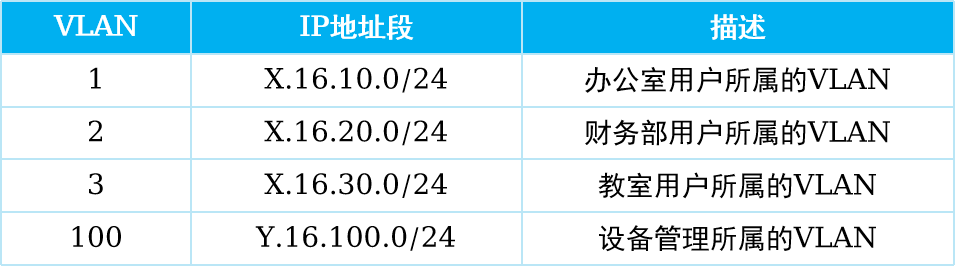 VLAN IP地址段 描述
1 X.16.10.0/24 办公室用户所属的VLAN
2 X.16.20.0/24 财务部用户所属的VLAN
3 X.16.30.0/24 教室用户所属的VLAN
100 Y.16.100.0/24 设备管理所属的VLAN